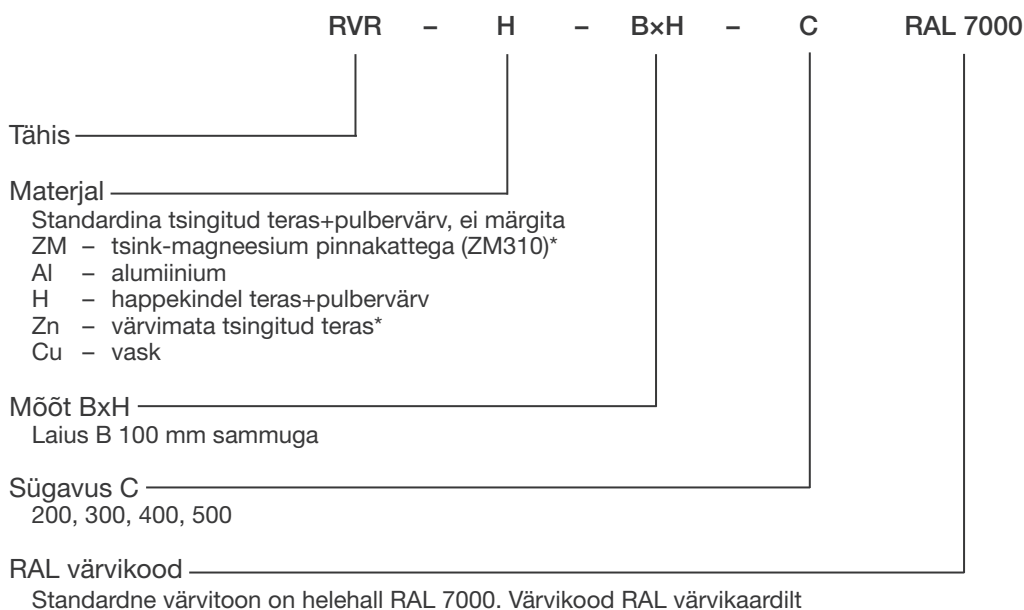 RVR – H – B×H – C RAL 7000
Tähis
Materjal
Standardina tsingitud teras+pulbervärv, ei märgita
ZM – tsink-magneesium pinnakattega (ZM310)*
Al – alumiinium
H – happekindel teras+pulbervärv
Zn – värvimata tsingitud teras*
Cu – vask
Mõõt BxH
Laius B 100 mm sammuga
Sügavus C
200, 300, 400, 500
RAL värvikood
Standardne värvitoon on helehall RAL 7000. Värvikood RAL värvikaardilt